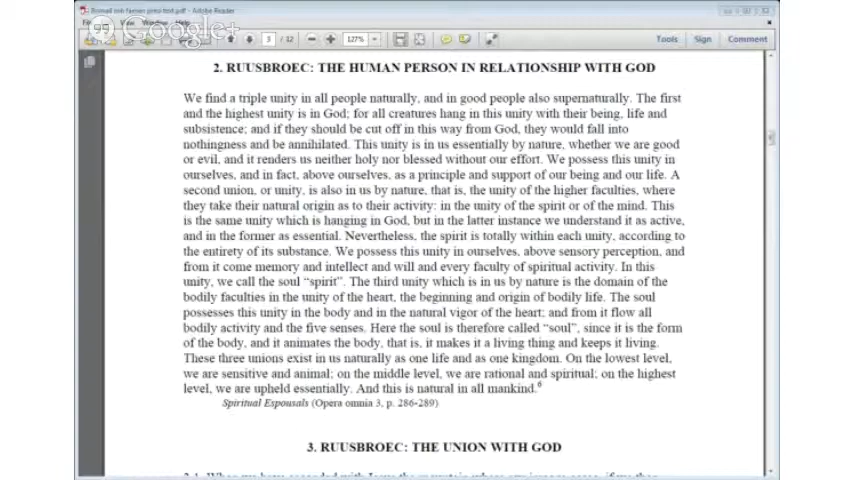 Google+
3 / 12
127%
Tools Sign Comment
2. RUUSBROEC: THE HUMAN PERSON IN RELATIONSHIP WITH GOD
We find a triple unity in all people naturally, and in good people also supernaturally. The first
and the highest unity is in God; for all creatures hang in this unity with their being, life and
subsistence; and if they should be cut off in this way from God, they would fall into
nothingness and be annihilated. This unity is in us essentially by nature, whether we are good
or evil, and it renders us neither holy nor blessed without our effort. We possess this unity in
ourselves, and in fact, above ourselves, as a principle and support of our being and our life. A
second union, or unity, is also in us by nature, that is, the unity of the higher faculties, where
they take their natural origin as to their activity: in the unity of the spirit or of the mind. This
is the same unity which is hanging in God, but in the latter instance we understand it as active,
and in the former as essential. Nevertheless, the spirit is totally within each unity, according to
the entirety of its substance. We possess this unity in ourselves, above sensory perception, and
from it come memory and intellect and will and every faculty of spiritual activity. In this
unity, we call the soul “spirit”. The third unity which is in us by nature is the domain of the
bodily faculties in the unity of the heart, the beginning and origin of bodily life. The soul
possesses this unity in the body and in the natural vigor of the heart; and from it flow all
bodily activity and the five senses. Here the soul is therefore called “soul”, since it is the form
of the body, and it animates the body, that is, it makes it a living thing and keeps it living.
These three unions exist in us naturally as one life and as one kingdom. On the lowest level,
we are sensitive and animal; on the middle level, we are rational and spiritual; on the highest
level, we are upheld essentially. And this is natural in all mankind.6
Spiritual Espousals (Opera omnia 3, p. 286-289)
3. RUUSBROEC: THE UNION WITH GOD